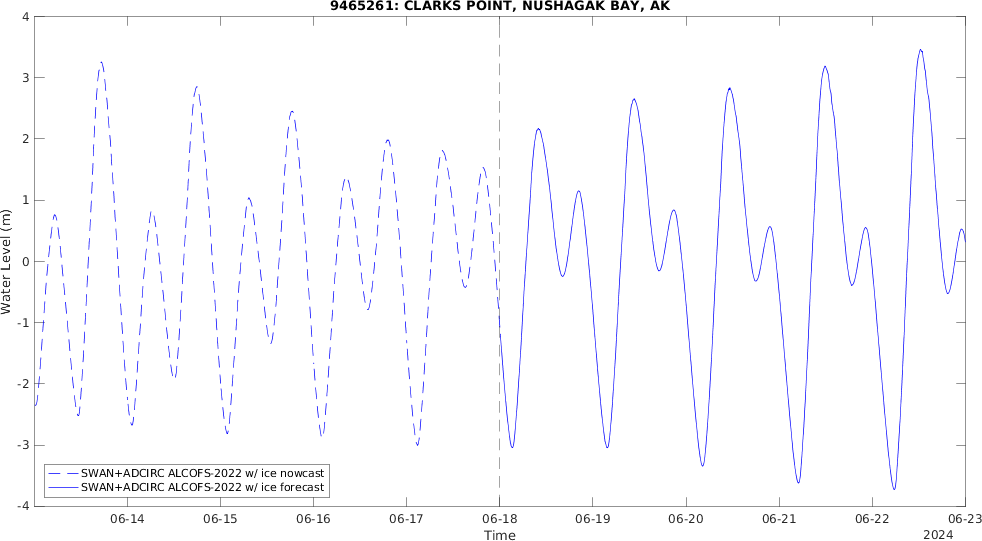 9465261: CLARKS POINT, NUSHAGAK BAY, AK
4
3
2
1
0
-1
-2
-3
-4
Water Level (m)
SWAN+ADCIRC ALCOFS-2022 w/ ice nowcast
SWAN+ADCIRC ALCOFS-2022 w/ ice forecast
06-14 06-15 06-16 06-17 06-18 06-19 06-20 06-21 06-22 06-23
Time
2024